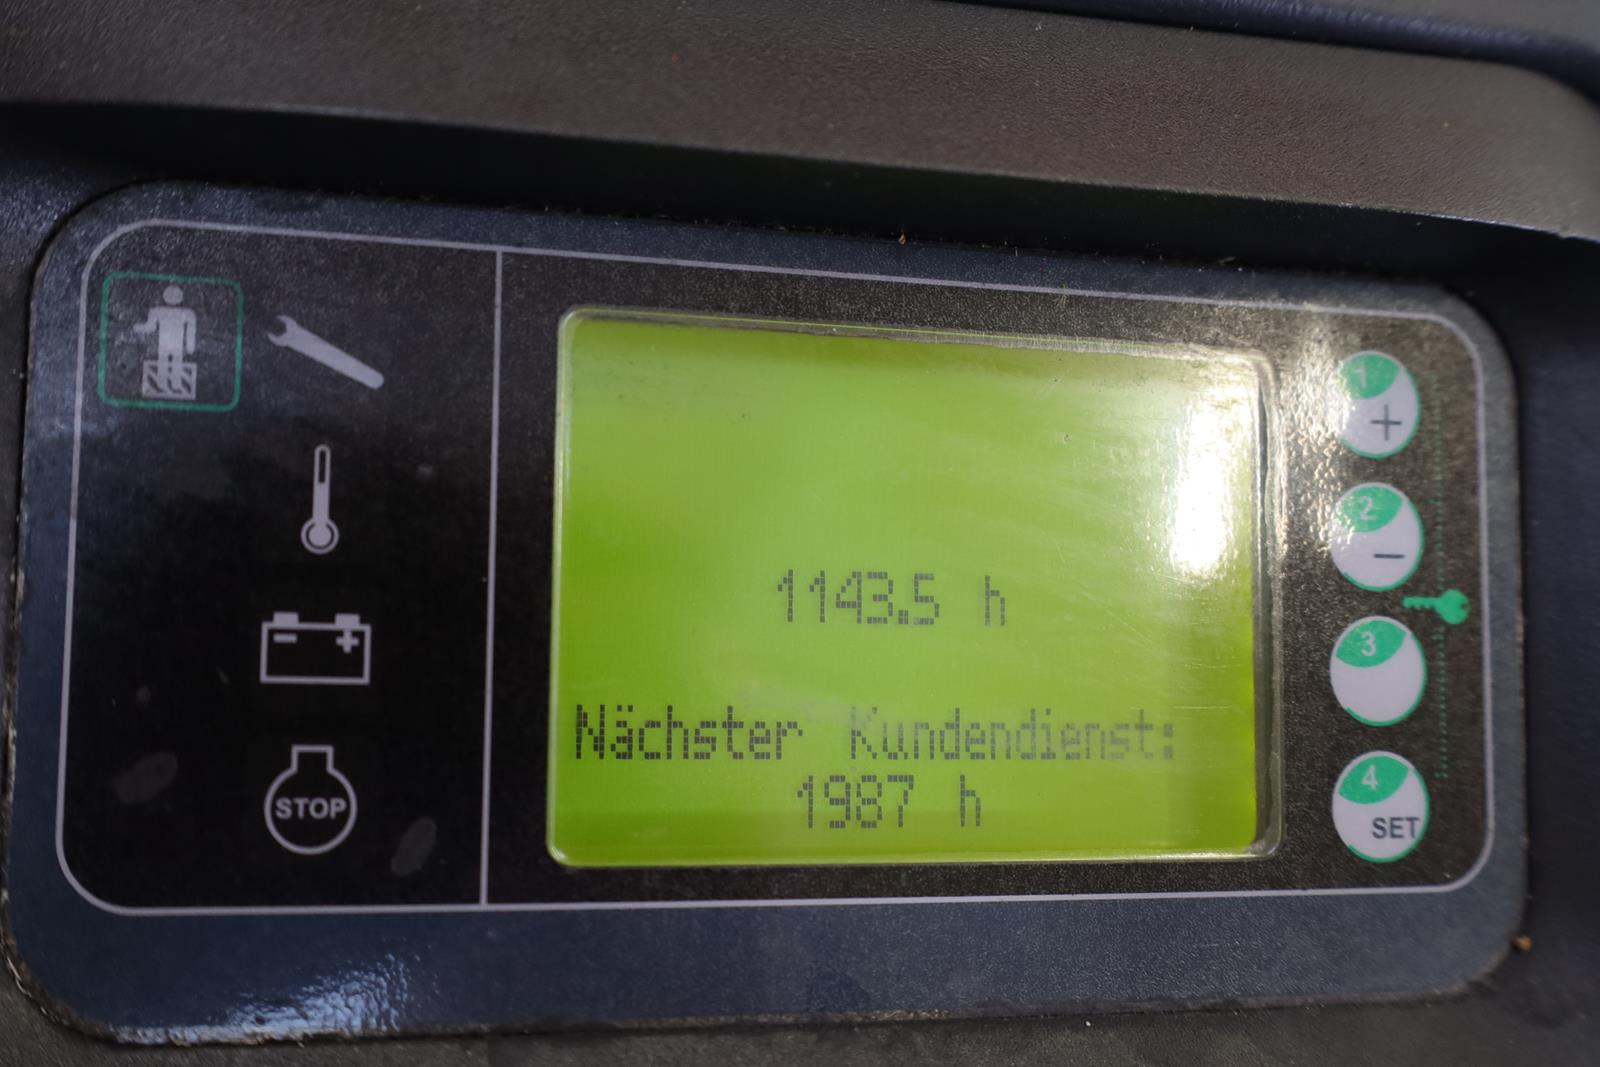 1143.5 h
Nächster Kundendienst:
1987 h
STOP
1
+
2
−
3
4
SET